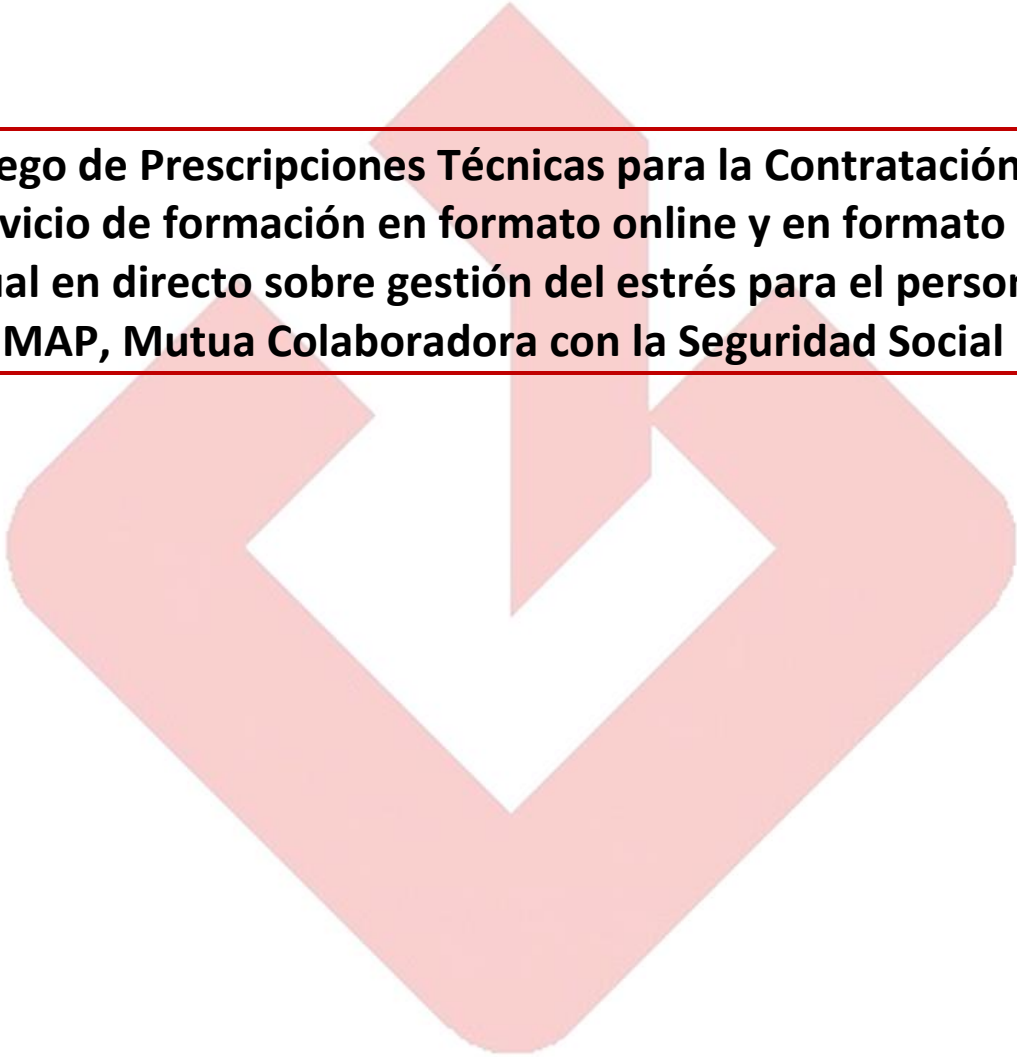 ego de Prescripciones Técnicas para la Contratación
vicio de formación en formato online y en formato
ual en directo sobre gestión del estrés para el person
MAP, Mutua Colaboradora con la Seguridad Social